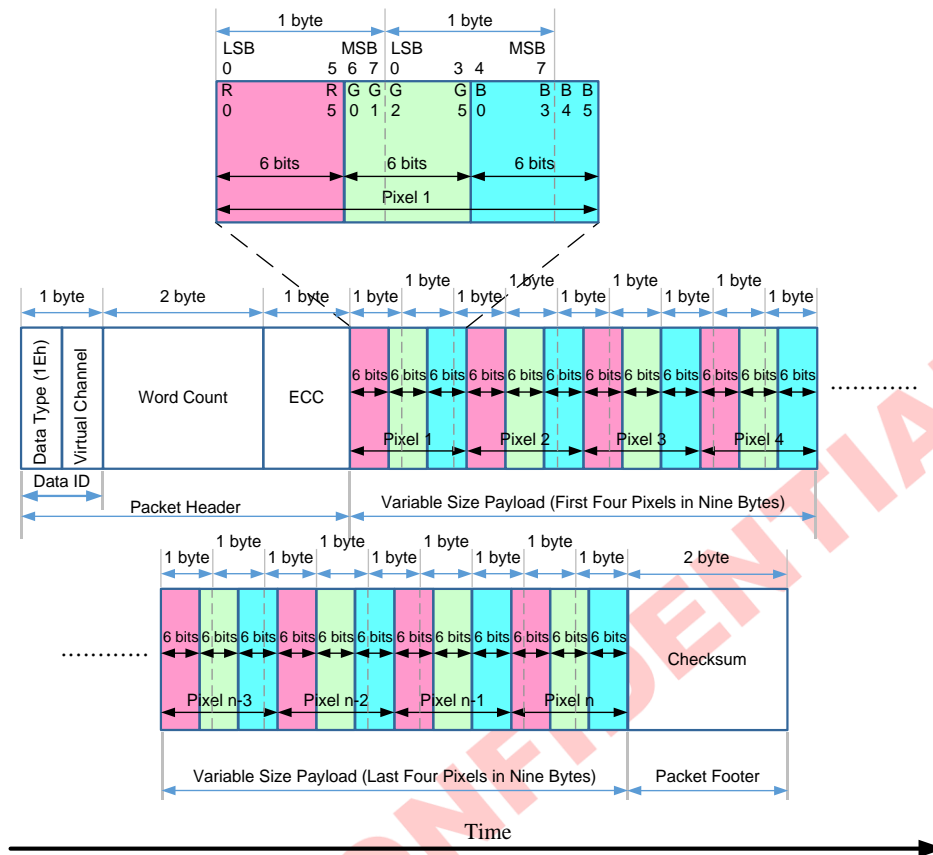 1 byte 1 byte
LSB MSB LSB MSB
0 5 6 7 0 3 4 7
R R G G G G B B B B
0 5 0 1 2 5 0 3 4 5
6 bits 6 bits 6 bits
Pixel 1
1 byte 1 byte 1 byte 1 byte
1 byte 2 byte 1 byte 1 byte 1 byte 1 byte 1 byte 1 byte
Data Type (1Eh)
Virtual Channel
Word Count
ECC
6 bits 6 bits 6 bits 6 bits 6 bits 6 bits 6 bits 6 bits 6 bits 6 bits 6 bits 6 bits
Pixel 1 Pixel 2 Pixel 3 Pixel 4
Data ID
Packet Header
Variable Size Payload (First Four Pixels in Nine Bytes)
1 byte 1 byte 1 byte 1 byte
1 byte 1 byte 1 byte 1 byte 1 byte 2 byte
6 bits 6 bits 6 bits 6 bits 6 bits 6 bits 6 bits 6 bits 6 bits 6 bits 6 bits 6 bits
Checksum
Pixel n-3 Pixel n-2 Pixel n-1 Pixel n
Variable Size Payload (Last Four Pixels in Nine Bytes)
Packet Footer
Time
ONFIDENTIA